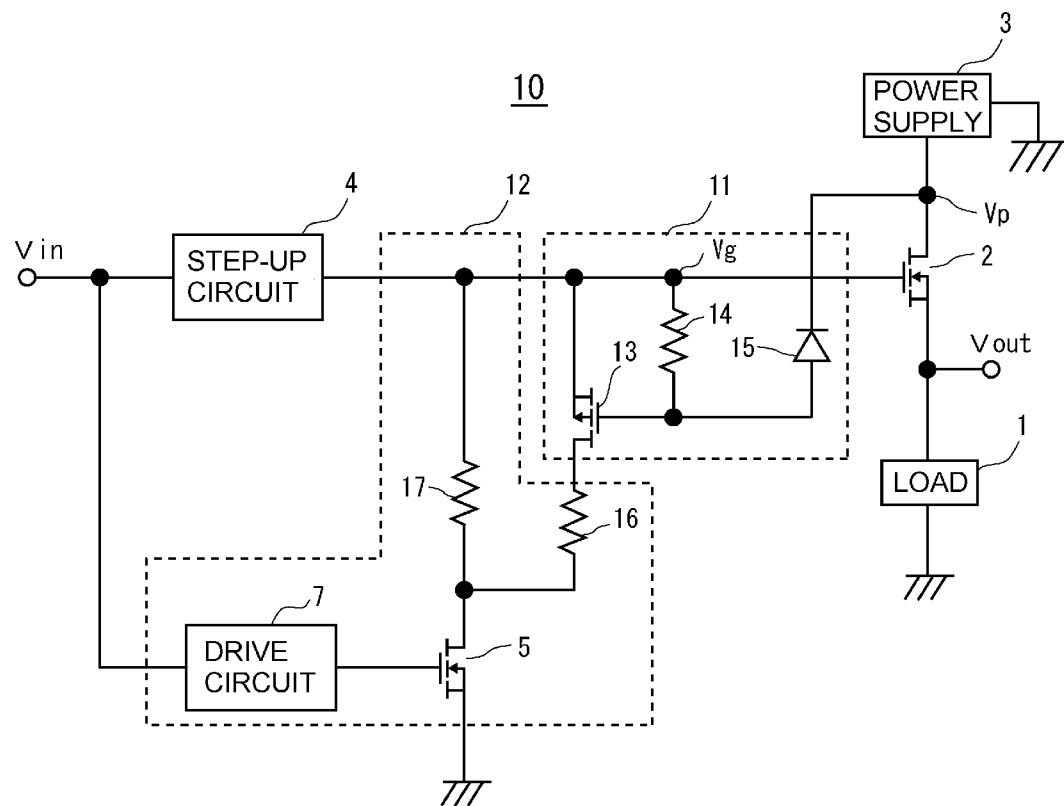 3
POWER
SUPPLY
10
4
12
11
Vp
Vin
STEP-UP
CIRCUIT
Vg
2
14
13
15
Vout
1
17
16
LOAD
7
DRIVE
CIRCUIT
5